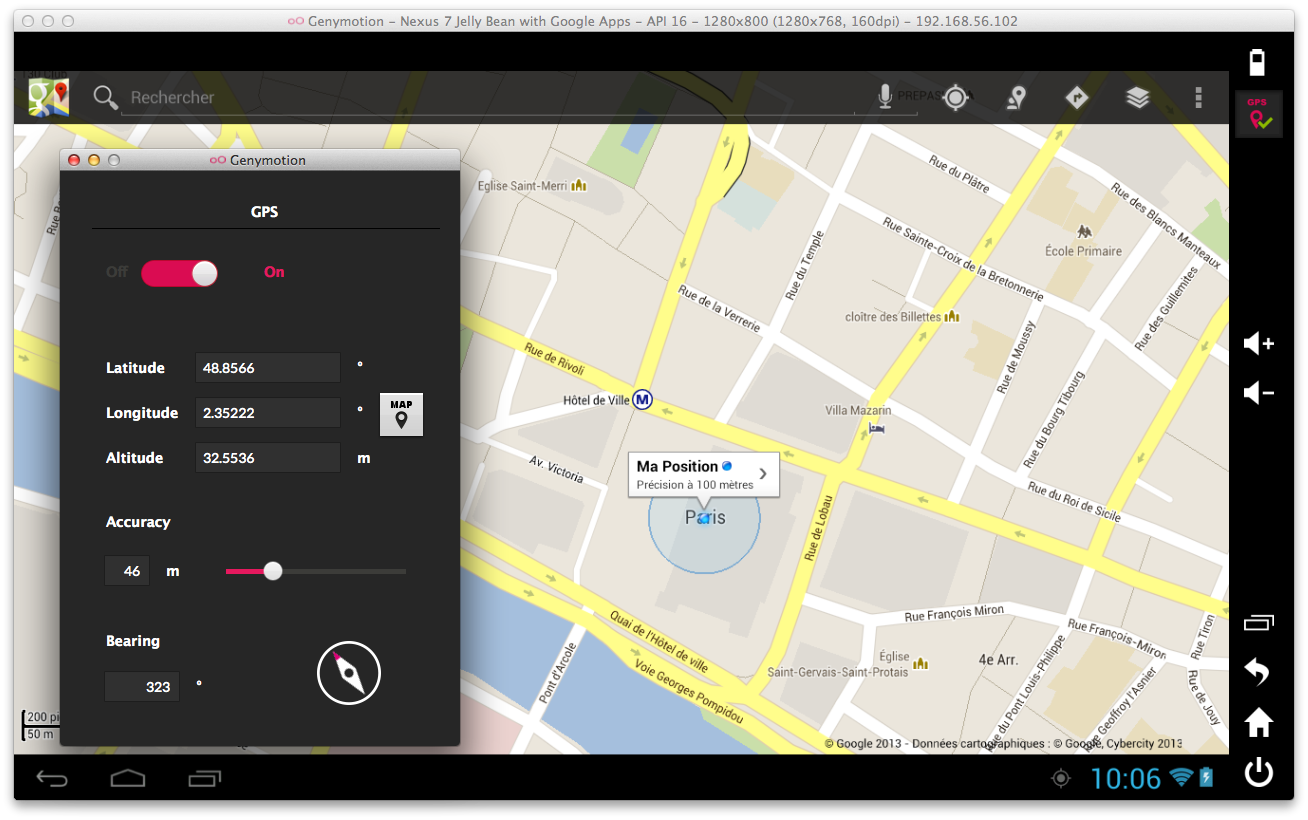 Genymotion – Nexus 7 Jelly Bean with Google Apps – API 16 – 1280x800 (1280x768, 160dpi) – 192.168.56.102
Rechercher
GPS
Genymotion
GPS
Off
On
Latitude
48.8566
°
Longitude
2.35222
°
MAP
Altitude
32.5536
m
Accuracy
46
m
Bearing
323
°
Eglise Saint-Merri
Rue du Plâtre
Rue des Blancs Manteaux
École Primaire
Rue Sainte-Croix de la Bretonnerie
Rue du Temple
Rue des Guillemites
Rue de la Verrerie
cloître des Billettes
Rue de Moussy
Rue de Rivoli
Hôtel de Ville
M
Villa Mazarin
Rue du Bourg Tibourg
Av. Victoria
Ma Position
Précision à 100 mètres
Paris
Rue du Roi de Sicile
Rue de Lobau
Rue François Miron
Rue François-Miron
Rue Tiron
Quai de l'Hôtel de ville
Voie Georges Pompidou
Pont d'Arcole
Église
Saint-Gervais-Saint-Protais
4e Arr.
Rue du Pont Louis-Philippe
Rue Geoffroy l'Asnier
Rue de Jouy
50 m
© Google 2013 - Données cartographiques : © Google, Cybercity 2013
10:06